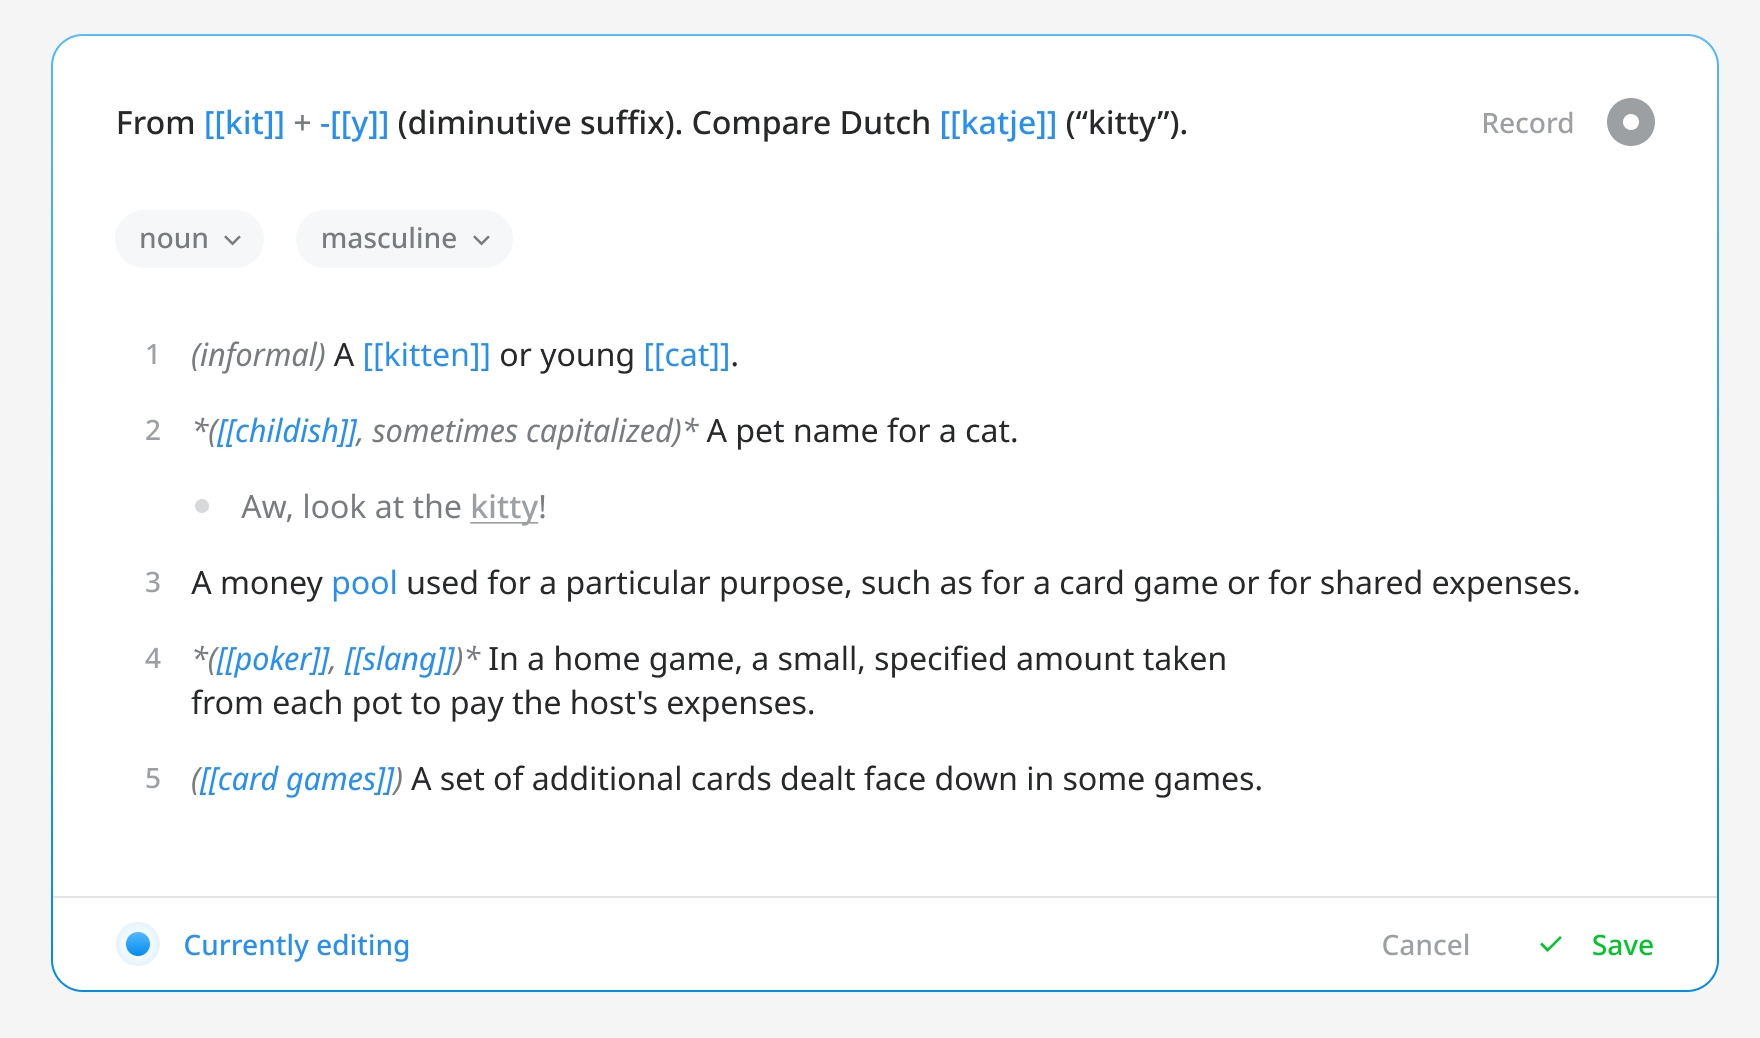 From [[kit]] + -[[y]] (diminutive suffix). Compare Dutch [[katje]] (“kitty”).
Record
noun
masculine
1 (informal) A [[kitten]] or young [[cat]].
2 *([[childish]], sometimes capitalized)* A pet name for a cat.
Aw, look at the kitty!
3 A money pool used for a particular purpose, such as for a card game or for shared expenses.
4 *([[poker]], [[slang]])* In a home game, a small, specified amount taken
from each pot to pay the host's expenses.
5 ([[card games]]) A set of additional cards dealt face down in some games.
Currently editing
Cancel
Save